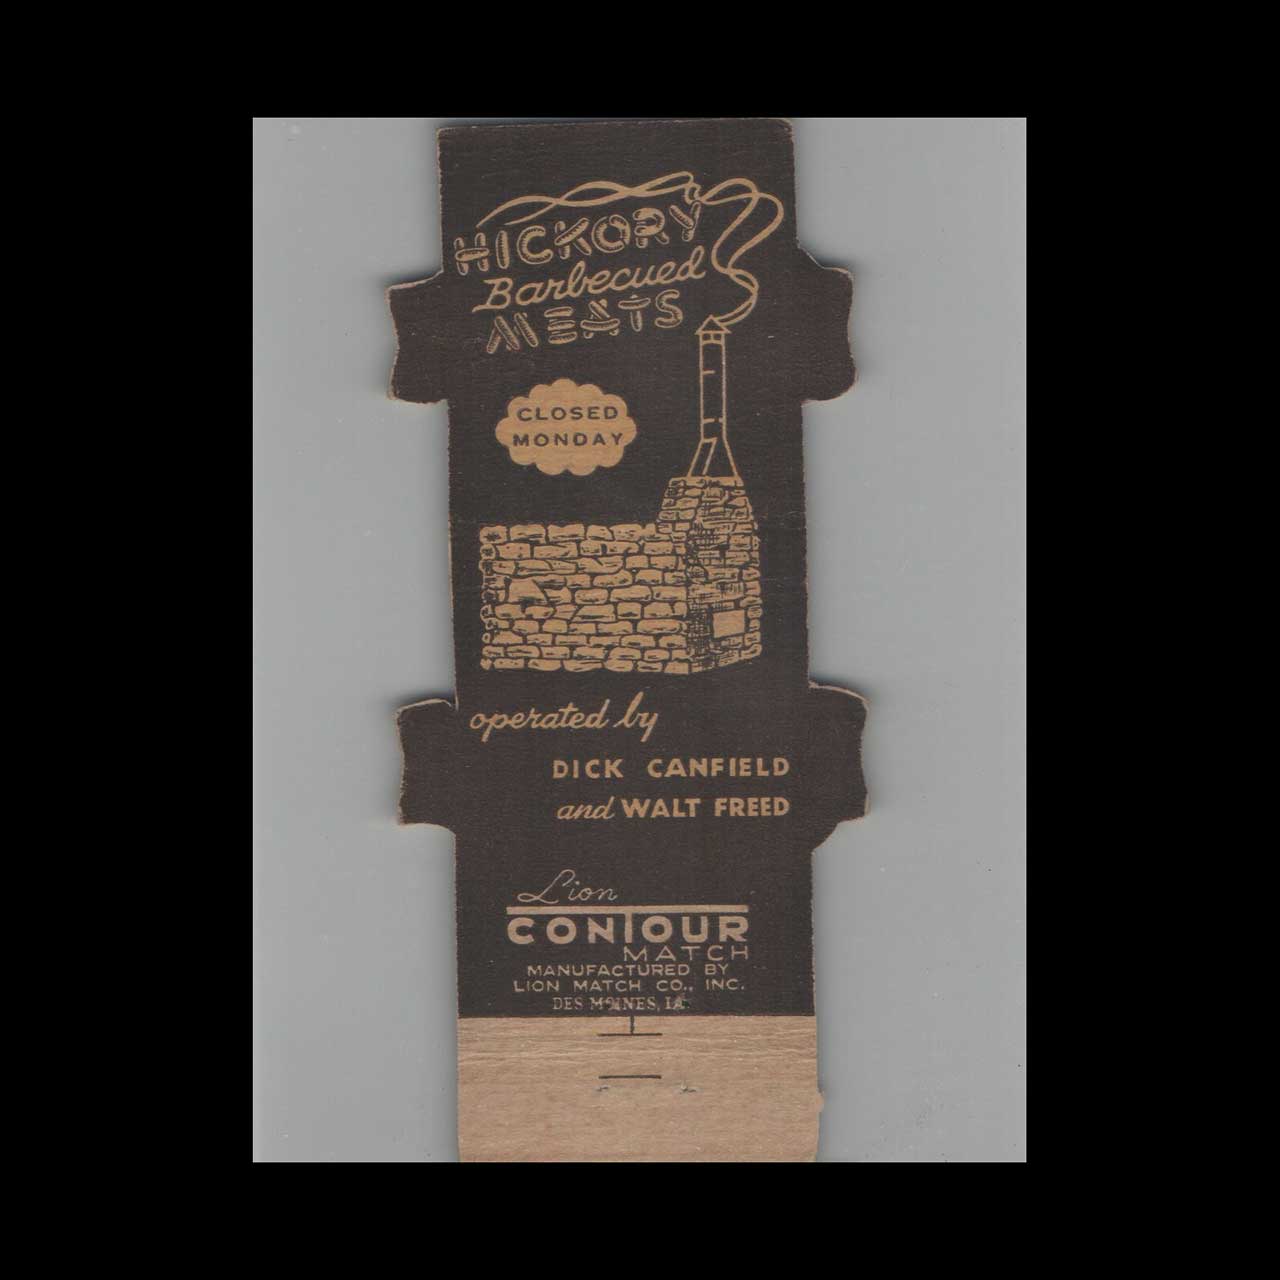 HICKORY
Barbecued
MEATS
CLOSED
MONDAY
operated by
DICK CANFIELD
and WALT FREED
Lion
CONTOUR
MATCH
MANUFACTURED BY
LION MATCH CO., INC.
DES MOINES, IA.